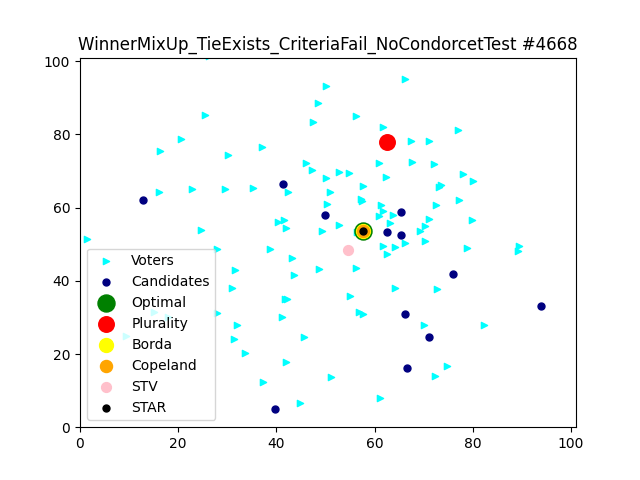 WinnerMixUp_TieExists_CriteriaFail_NoCondorcetTest #4668
100
80
60
40
20
0
0 20 40 60 80 100
Voters
Candidates
Optimal
Plurality
Borda
Copeland
STV
STAR